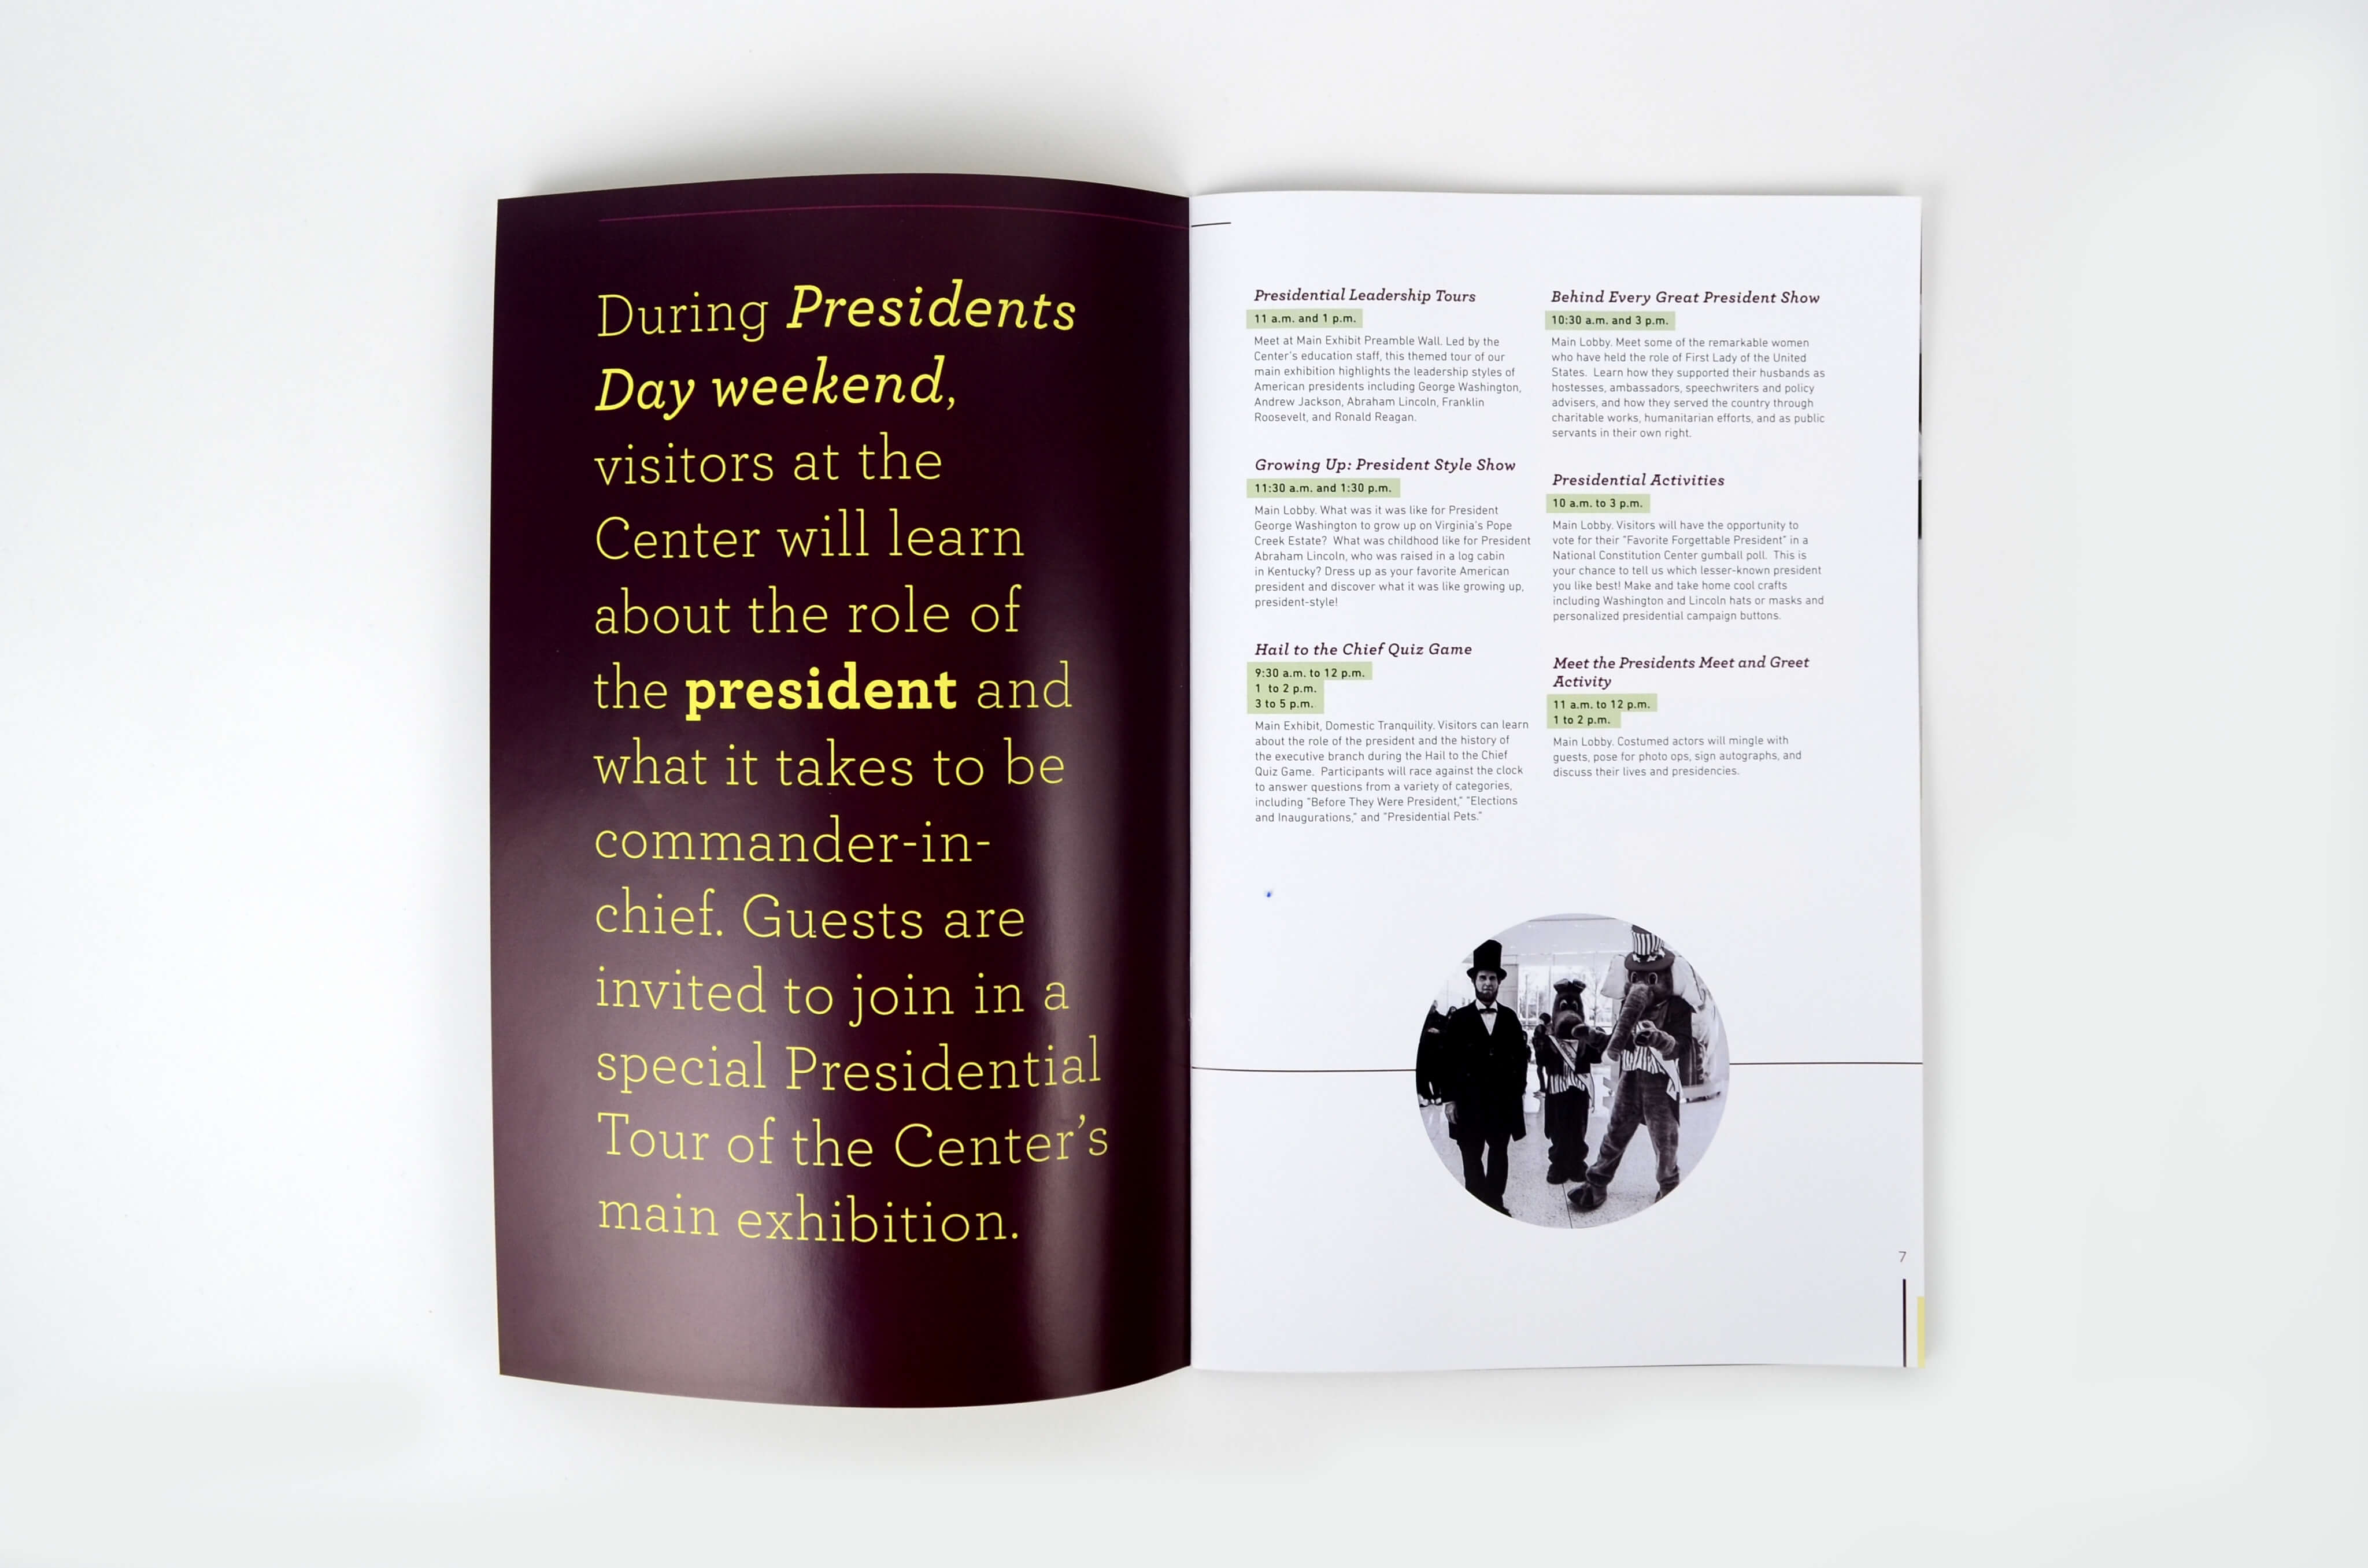 During Presidents
Day weekend,
visitors at the
Center will learn
about the role of
the president and
what it takes to be
commander-in-
chief. Guests are
invited to join in a
special Presidential
Tour of the Center's
main exhibition.
Presidential Leadership Tours
11 a.m. and 1 p.m.
Meet at Main Exhibit Preamble Wall. Led by the
Center's education staff, this themed tour of our
main exhibition highlights the leadership styles of
American presidents including George Washington,
Andrew Jackson, Abraham Lincoln, Franklin
Roosevelt, and Ronald Reagan.
Growing Up: President Style Show
11:30 a.m. and 1:30 p.m.
Main Lobby. What was it was like for President
George Washington to grow up on Virginia's Pope
Creek Estate? What was childhood like for President
Abraham Lincoln, who was raised in a log cabin
in Kentucky? Dress up as your favorite American
president and discover what it was like growing up,
president-style!
Hail to the Chief Quiz Game
9:30 a.m. to 12 p.m.
1 to 2 p.m.
3 to 5 p.m.
Main Exhibit, Domestic Tranquility. Visitors can learn
about the role of the president and the history of
the executive branch during the Hail to the Chief
Quiz Game. Participants will race against the clock
to answer questions from a variety of categories,
including "Before They Were President," "Elections
and Inaugurations," and "Presidential Pets."
Behind Every Great President Show
10:30 a.m. and 3 p.m.
Main Lobby. Meet some of the remarkable women
who have held the role of First Lady of the United
States. Learn how they supported their husbands as
hostesses, ambassadors, speechwriters and policy
advisers, and how they served the country through
charitable works, humanitarian efforts, and as public
servants in their own right.
Presidential Activities
10 a.m. to 3 p.m.
Main Lobby. Visitors will have the opportunity to
vote for their "Favorite Forgettable President" in a
National Constitution Center gumball poll. This is
your chance to tell us which lesser-known president
you like best! Make and take home cool crafts
including Washington and Lincoln hats or masks and
personalized presidential campaign buttons.
Meet the Presidents Meet and Greet
Activity
11 a.m. to 12 p.m.
1 to 2 p.m.
Main Lobby. Costumed actors will mingle with
guests, pose for photo ops, sign autographs, and
discuss their lives and presidencies.
7